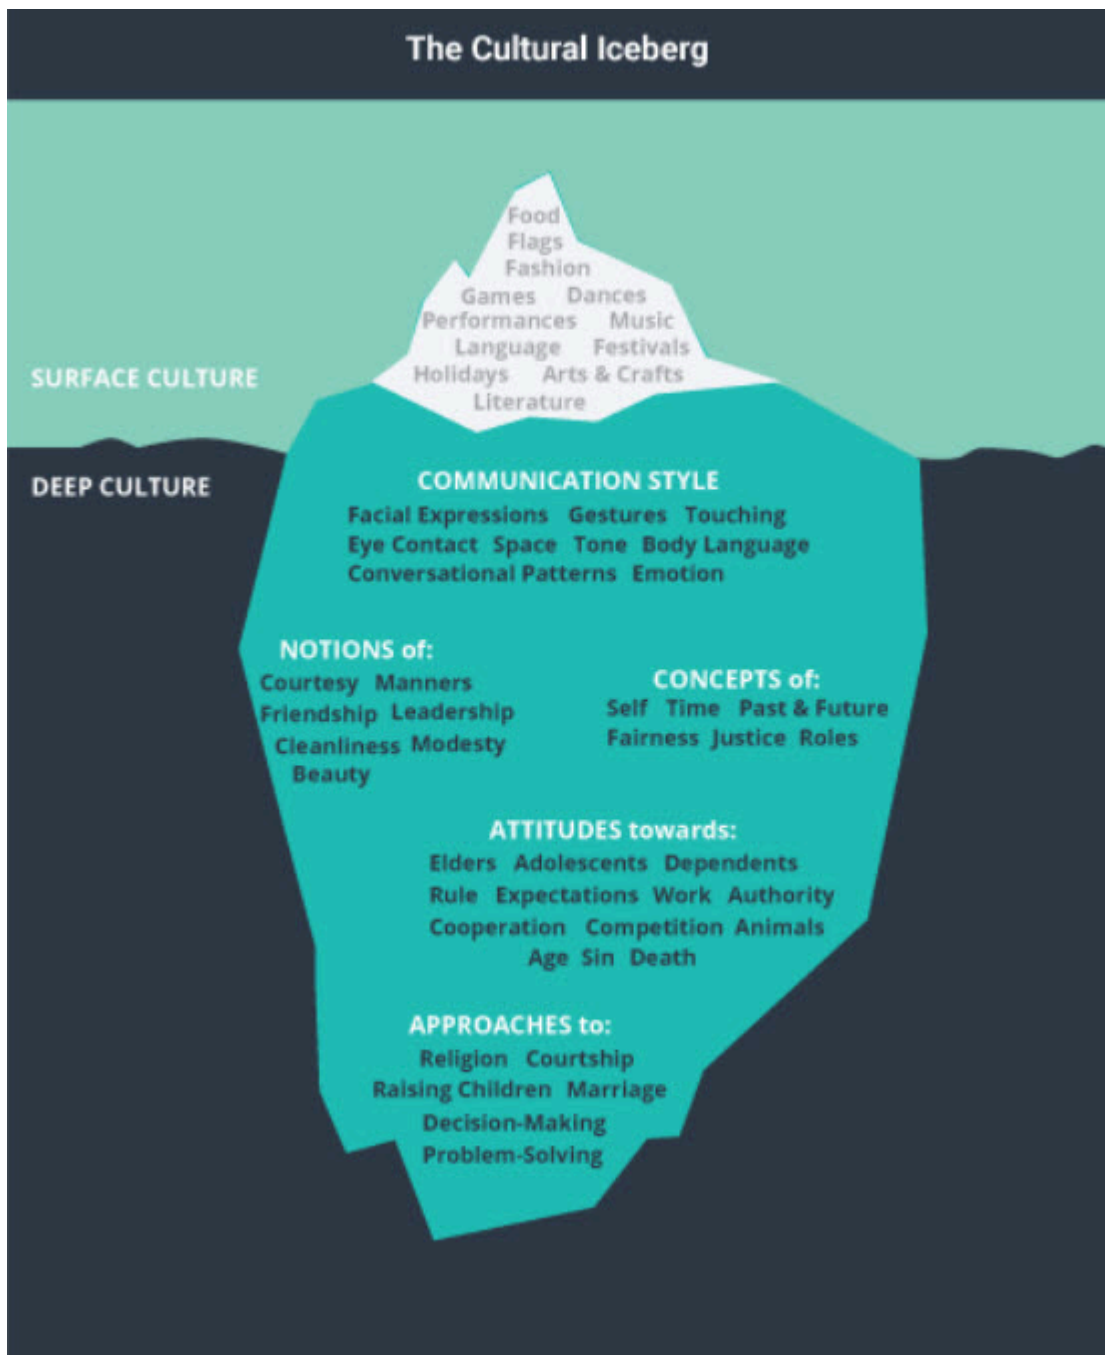 The Cultural Iceberg
Food
Flags
Fashion
Games Dances
Performances Music
Language Festivals
Holidays Arts & Crafts
Literature
SURFACE CULTURE
DEEP CULTURE
COMMUNICATION STYLE
Facial Expressions Gestures Touching
Eye Contact Space Tone Body Language
Conversational Patterns Emotion
NOTIONS of:
Courtesy Manners
Friendship Leadership
Cleanliness Modesty
Beauty
CONCEPTS of:
Self Time Past & Future
Fairness Justice Roles
ATTITUDES towards:
Elders Adolescents Dependents
Rule Expectations Work Authority
Cooperation Competition Animals
Age Sin Death
APPROACHES to:
Religion Courtship
Raising Children Marriage
Decision-Making
Problem-Solving